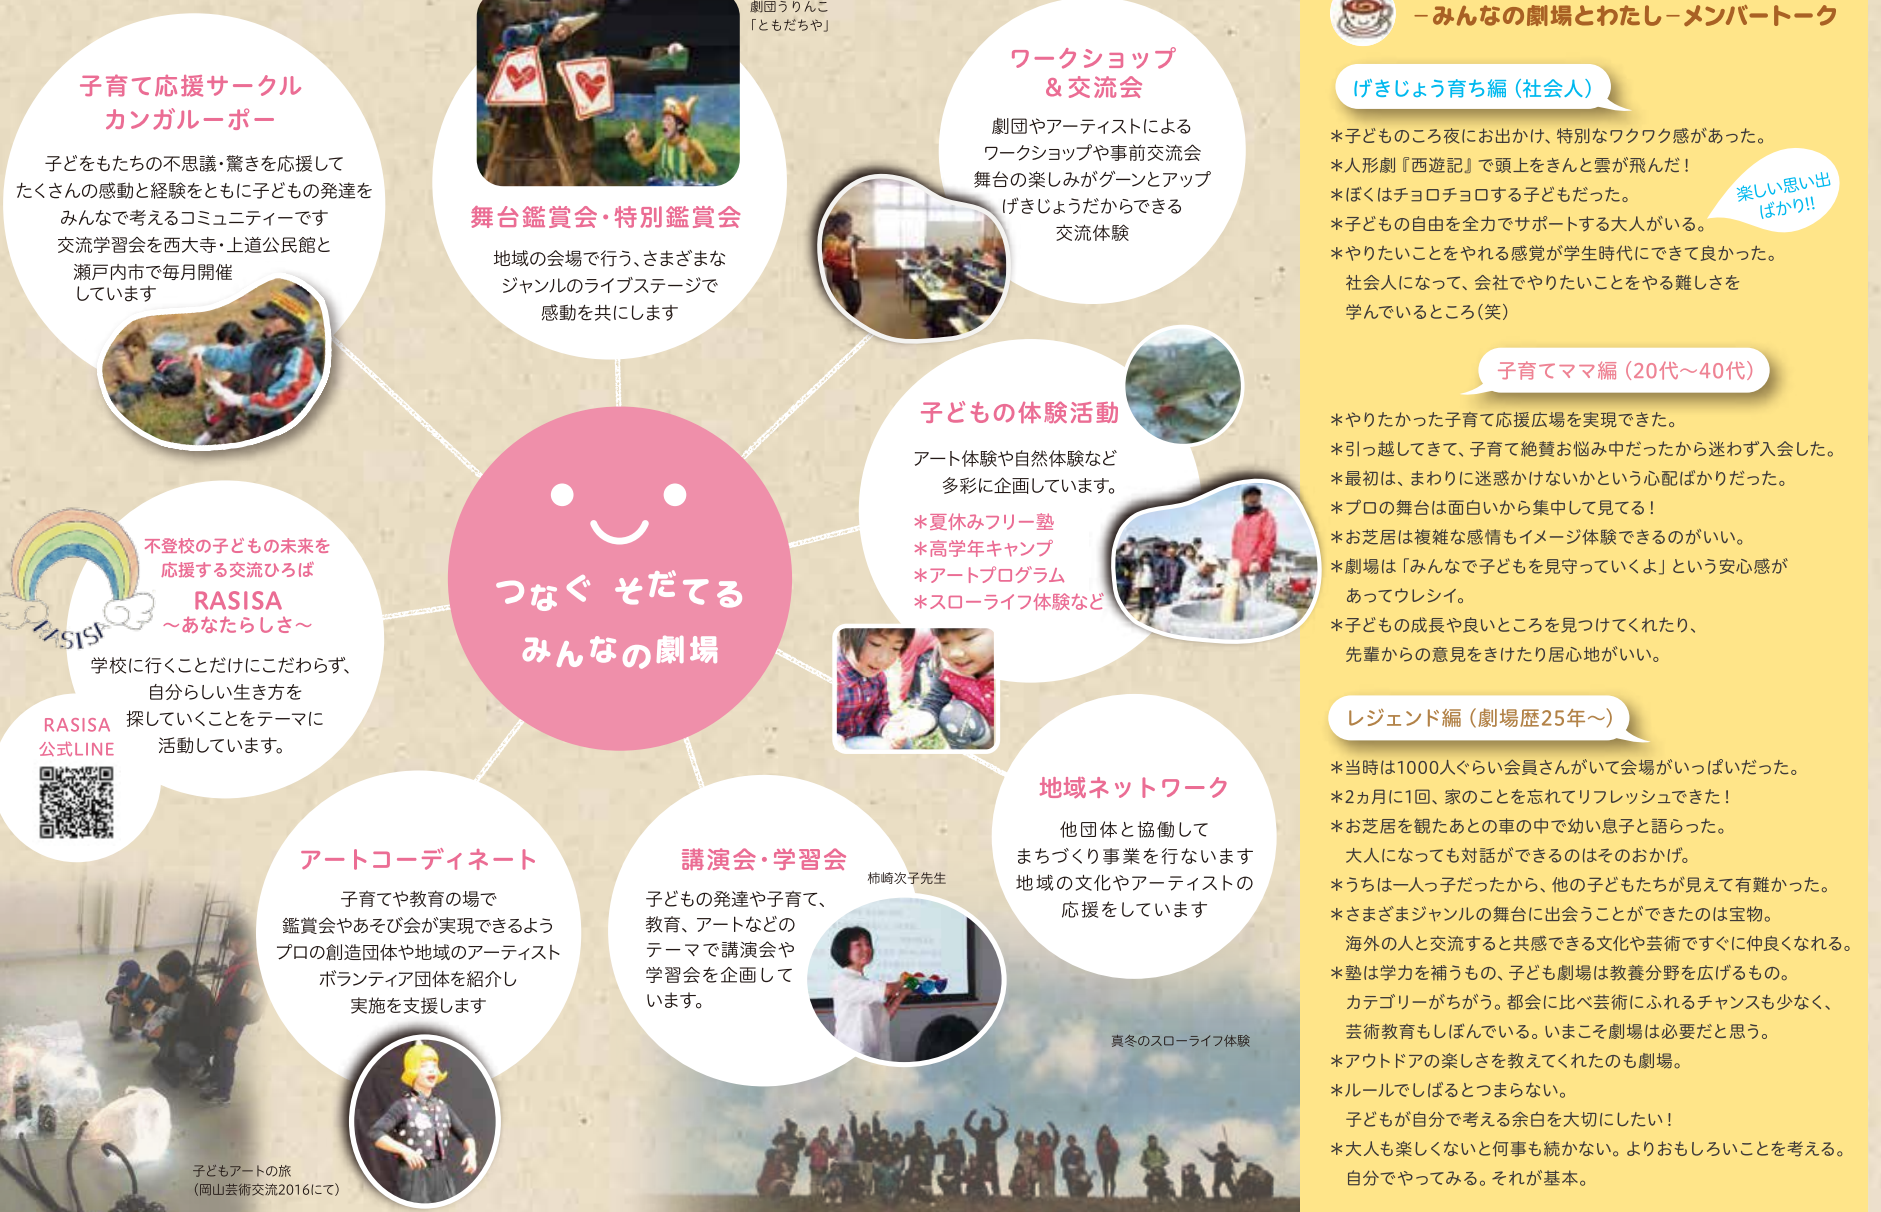 劇団うりんこ
「ともだちや」
子育て応援サークル
カンガルーポー
子どをもたちの不思議・驚きを応援して
たくさんの感動と経験をともに子どもの発達を
みんなで考えるコミュニティーです
交流学習会を西大寺・上道公民館と
瀬戸内市で毎月開催
しています
舞台鑑賞会・特別鑑賞会
地域の会場で行う、さまざまな
ジャンルのライブステージで
感動を共にします
ワークショップ
&交流会
劇団やアーティストによる
ワークショップや事前交流会
舞台の楽しみがグーンとアップ
げきじょうだからできる
交流体験
子どもの体験活動
アート体験や自然体験など
多彩に企画しています。
＊夏休みフリー塾
＊高学年キャンプ
＊アートプログラム
＊スローライフ体験など
つなぐ そだてる
みんなの劇場
不登校の子どもの未来を
応援する交流ひろば
RASISA
～あなたらしさ～
学校に行くことだけにこだわらず、
自分らしい生き方を
探していくことをテーマに
活動しています。
RASISA
RASISA
公式LINE
アートコーディネート
子育てや教育の場で
鑑賞会やあそび会が実現できるよう
プロの創造団体や地域のアーティスト
ボランティア団体を紹介し
実施を支援します
講演会・学習会
子どもの発達や子育て、
教育、アートなどの
テーマで講演会や
学習会を企画して
います。
柿崎次子先生
地域ネットワーク
他団体と協働して
まちづくり事業を行ないます
地域の文化やアーティストの
応援をしています
真冬のスローライフ体験
子どもアートの旅
（岡山芸術交流2016にて）
－みんなの劇場とわたし－メンバートーク
げきじょう育ち編（社会人）
＊子どものころ夜にお出かけ、特別なワクワク感があった。
＊人形劇『西遊記』で頭上をきんと雲が飛んだ！
＊ぼくはチョロチョロする子どもだった。
＊子どもの自由を全力でサポートする大人がいる。
＊やりたいことをやれる感覚が学生時代にできて良かった。
社会人になって、会社でやりたいことをやる難しさを
学んでいるところ（笑）
楽しい思い出
ばかり!!
子育てママ編（20代～40代）
＊やりたかった子育て応援広場を実現できた。
＊引っ越してきて、子育て絶賛お悩み中だったから迷わず入会した。
＊最初は、まわりに迷惑かけないかという心配ばかりだった。
＊プロの舞台は面白いから集中して見てる！
＊お芝居は複雑な感情もイメージ体験できるのがいい。
＊劇場は「みんなで子どもを見守っていくよ」という安心感が
あってウレシイ。
＊子どもの成長や良いところを見つけてくれたり、
先輩からの意見をきけたり居心地がいい。
レジェンド編（劇場歴25年～）
＊当時は1000人ぐらい会員さんがいて会場がいっぱいだった。
＊2ヵ月に1回、家のことを忘れてリフレッシュできた！
＊お芝居を観たあとの車の中で幼い息子と語らった。
大人になっても対話ができるのはそのおかげ。
＊うちは一人っ子だったから、他の子どもたちが見えて有難かった。
＊さまざまジャンルの舞台に出会うことができたのは宝物。
海外の人と交流すると共感できる文化や芸術ですぐに仲良くなれる。
＊塾は学力を補うもの、子ども劇場は教養分野を広げるもの。
カテゴリーがちがう。都会に比べ芸術にふれるチャンスも少なく、
芸術教育もしぼんでいる。いまこそ劇場は必要だと思う。
＊アウトドアの楽しさを教えてくれたのも劇場。
＊ルールでしばるとつまらない。
子どもが自分で考える余白を大切にしたい！
＊大人も楽しくないと何事も続かない。よりおもしろいことを考える。
自分でやってみる。それが基本。